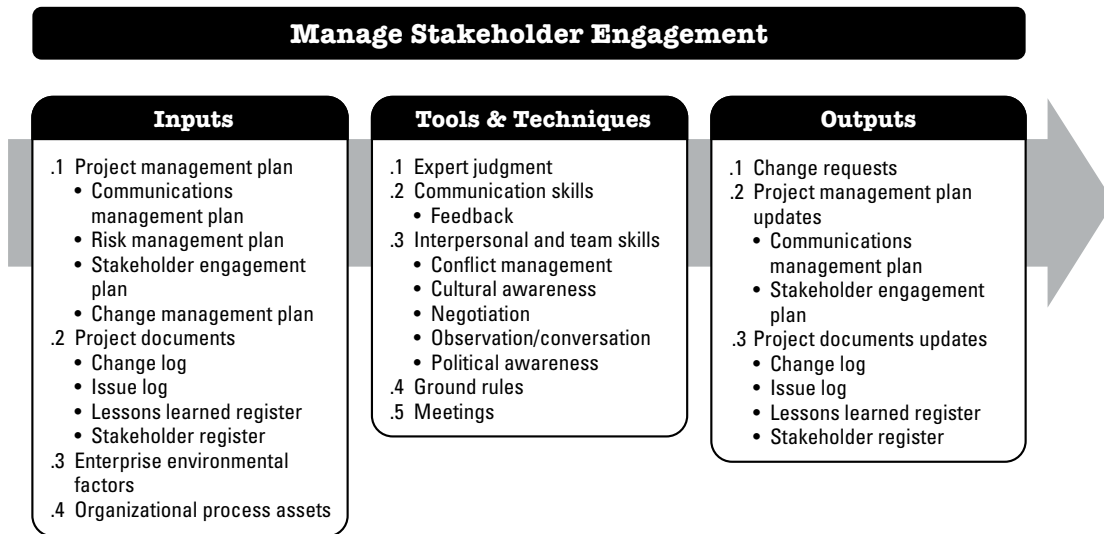 Manage Stakeholder Engagement
Inputs
.1 Project management plan
• Communications
management plan
• Risk management plan
• Stakeholder engagement
plan
• Change management plan
.2 Project documents
• Change log
• Issue log
• Lessons learned register
• Stakeholder register
.3 Enterprise environmental
factors
.4 Organizational process assets
Tools & Techniques
.1 Expert judgment
.2 Communication skills
• Feedback
.3 Interpersonal and team skills
• Conflict management
• Cultural awareness
• Negotiation
• Observation/conversation
• Political awareness
.4 Ground rules
.5 Meetings
Outputs
.1 Change requests
.2 Project management plan
updates
• Communications
management plan
• Stakeholder engagement
plan
.3 Project documents updates
• Change log
• Issue log
• Lessons learned register
• Stakeholder register